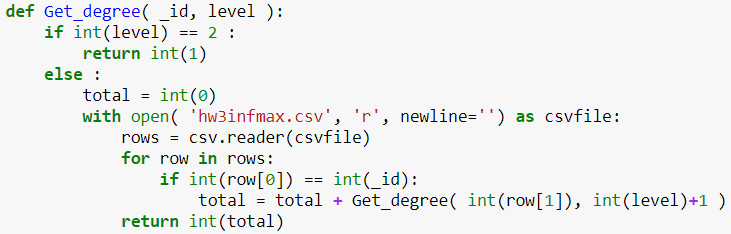 def Get_degree( _id, level ):
    if int(level) == 2 :
        return int(1)
    else :
        total = int(0)
        with open( 'hw3infmax.csv', 'r', newline='') as csvfile:
            rows = csv.reader(csvfile)
            for row in rows:
                if int(row[0]) == int(_id):
                    total = total + Get_degree( int(row[1]), int(level)+1 )
            return int(total)